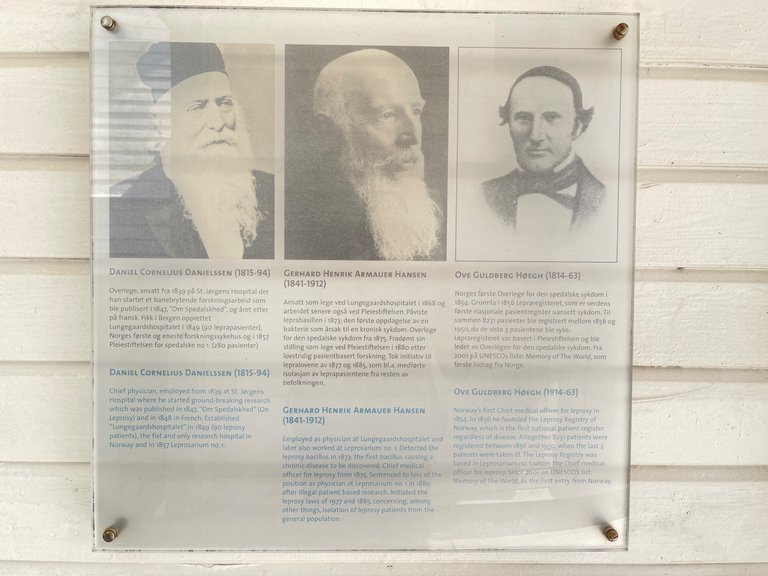 DANIEL CORNELIUS DANIELSSEN (1815-94)
Overlege, ansatt fra 1839 på St. Jørgens Hospital der
han startet et banebrytende forskningsarbeid som
ble publisert i 1847, "Om Spedalskhed", og året etter
på fransk. Fikk i Bergen opprettet
Lungegaardshospitalet i 1849 (90 leprapasienter),
Norges første og eneste forskningssykehus og i 1857
Pleiestiftelsen for spedalske no 1. (280 pasienter)
DANIEL CORNELIUS DANIELSSEN (1815-94)
Chief physician, employed from 1839 at St. Jørgens
Hospital where he started ground-breaking research
which was published in 1847, "Om Spedalskhed" (On
Leprosy) and in 1848 in French. Established
"Lungegaardshospitalet" in 1849 (90 leprosy
patients), the fist and only research hospital in
Norway and in 1857 Leprosarium no. 1.
GERHARD HENRIK ARMAUER HANSEN
(1841-1912)
Ansatt som lege ved Lungegaardshospitalet i 1868 og
arbeidet senere også ved Pleiestiftelsen. Påviste
leprabasillen i 1873; den første oppdagelse av en
bakterie som årsak til en kronisk sykdom. Overlege
for den spedalske sykdom fra 1875. Fradømt sin
stilling som lege ved Pleiestiftelsen i 1880 etter
lovstridig pasientbasert forskning. Tok initiativ til
lepralovene av 1877 og 1885, som bl.a. medførte
isolasjon av leprapasientene fra resten av
befolkningen.
GERHARD HENRIK ARMAUER HANSEN
(1841-1912)
Employed as physician at Lungegaardshospitalet and
later also worked at Leprosarium no. 1. Detected the
leprosy bacillus in 1873; the first bacillus causing a
chronic disease to be discovered. Chief medical
officer for leprosy from 1875. Sentenced to loss of the
position as physician at Leprosarium no. 1 in 1880
after illegal patient based research. Initiated the
leprosy laws of 1977 and 1885, concerning, among
other things, isolation of leprosy patients from the
general population.
OVE GULDBERG HØEGH (1814-63)
Norges første Overlege for den spedalske sykdom i
1854. Grunnla i 1856 Lepraregisteret, som er verdens
første nasjonale pasientregister uansett sykdom. Til
sammen 8231 pasienter ble registrert mellom 1856 og
1950, da de siste 3 pasientene ble syke.
Lepraregisteret var basert i Pleiestiftelsen og ble
ledet av Overlegen for den spedalske sykdom. Fra
2001 på UNESCOs liste: Memory of The World, som
første bidrag fra Norge.
OVE GULDBERG HØEGH (1814-63)
Norway's first Chief medical officer for leprosy in
1854. In 1856 he founded the Leprosy Registry of
Norway, which is the first national patient register
regardless of disease. Altogether 8231 patients were
registered between 1856 and 1950, when the last 3
patients were taken ill. The Leprosy Registry was
based in Leprosarium no. 1 under the Chief medical
officer for leprosy. Since 2001 on UNESCO's list:
Memory of The World, as the first entry from Norway.